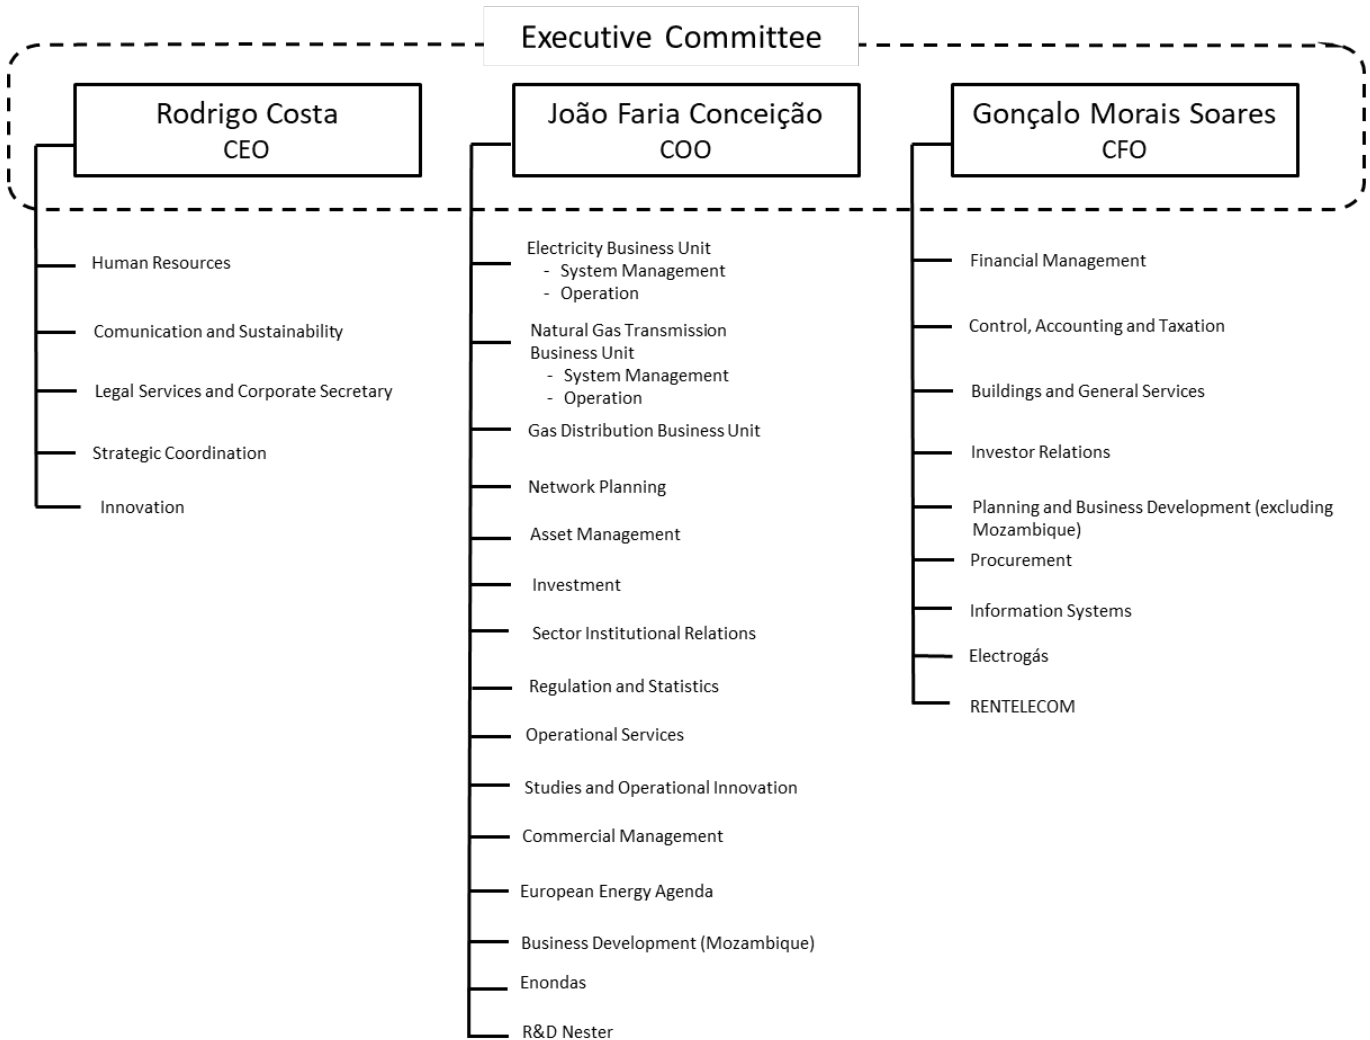 Executive Committee
Rodrigo Costa
CEO
Human Resources
Comunication and Sustainability
Legal Services and Corporate Secretary
Strategic Coordination
Innovation
João Faria Conceição
COO
Electricity Business Unit
- System Management
- Operation
Natural Gas Transmission
Business Unit
- System Management
- Operation
Gas Distribution Business Unit
Network Planning
Asset Management
Investment
Sector Institutional Relations
Regulation and Statistics
Operational Services
Studies and Operational Innovation
Commercial Management
European Energy Agenda
Business Development (Mozambique)
Enondas
R&D Nester
Gonçalo Morais Soares
CFO
Financial Management
Control, Accounting and Taxation
Buildings and General Services
Investor Relations
Planning and Business Development (excluding
Mozambique)
Procurement
Information Systems
Electrogás
RENTELECOM